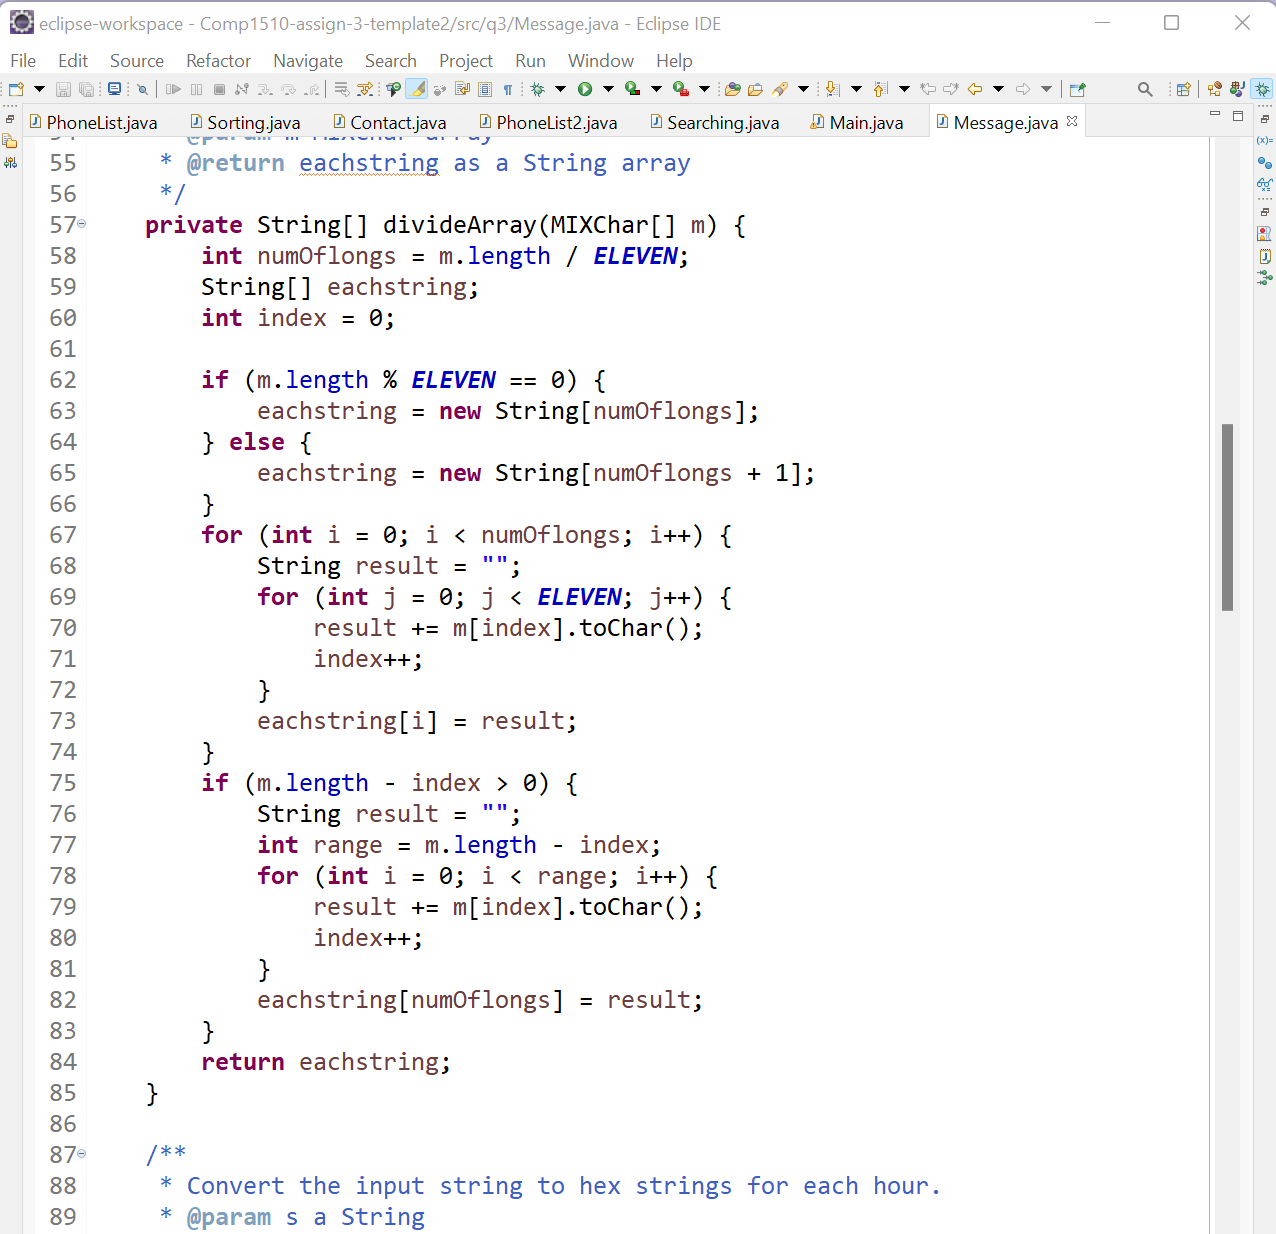 eclipse-workspace - Comp1510-assign-3-template2/src/q3/Message.java - Eclipse IDE
File Edit Source Refactor Navigate Search Project Run Window Help
PhoneList.java Sorting.java Contact.java PhoneList2.java Searching.java Main.java Message.java
54 * @param m MIXChar array
55 * @return eachstring as a String array
56 */
57 private String[] divideArray(MIXChar[] m) {
58 int numOflongs = m.length / ELEVEN;
59 String[] eachstring;
60 int index = 0;
61
62 if (m.length % ELEVEN == 0) {
63 eachstring = new String[numOflongs];
64 } else {
65 eachstring = new String[numOflongs + 1];
66 }
67 for (int i = 0; i < numOflongs; i++) {
68 String result = "";
69 for (int j = 0; j < ELEVEN; j++) {
70 result += m[index].toChar();
71 index++;
72 }
73 eachstring[i] = result;
74 }
75 if (m.length - index > 0) {
76 String result = "";
77 int range = m.length - index;
78 for (int i = 0; i < range; i++) {
79 result += m[index].toChar();
80 index++;
81 }
82 eachstring[numOflongs] = result;
83 }
84 return eachstring;
85 }
86
87 /**
88 * Convert the input string to hex strings for each hour.
89 * @param s a String